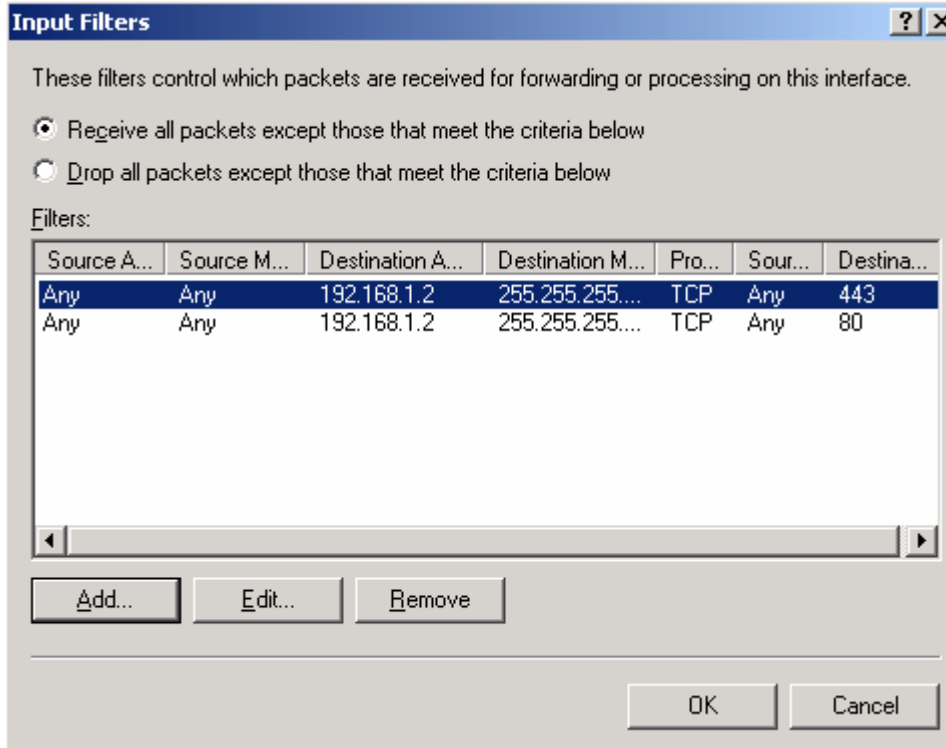 Input Filters
These filters control which packets are received for forwarding or processing on this interface.
Receive all packets except those that meet the criteria below
Drop all packets except those that meet the criteria below
Filters:
Source A... Source M... Destination A... Destination M... Pro... Sour... Destina...
Any Any 192.168.1.2 255.255.255.... TCP Any 443
Any Any 192.168.1.2 255.255.255.... TCP Any 80
Add... Edit... Remove
OK Cancel